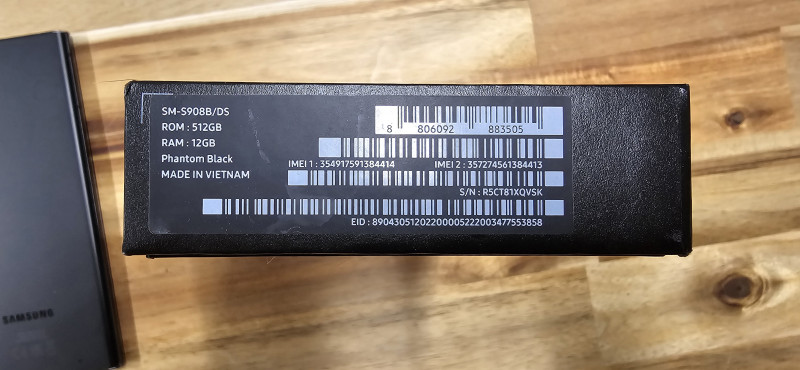 SM-S908B/DS
ROM : 512GB
RAM : 12GB
Phantom Black
MADE IN VIETNAM
8 806092 883505
IMEI 1 : 354917591384414 IMEI 2 : 357274561384413
S/N : R5CT81XQVSK
EID : 89043051202200005222003477553858
SAMSUNG